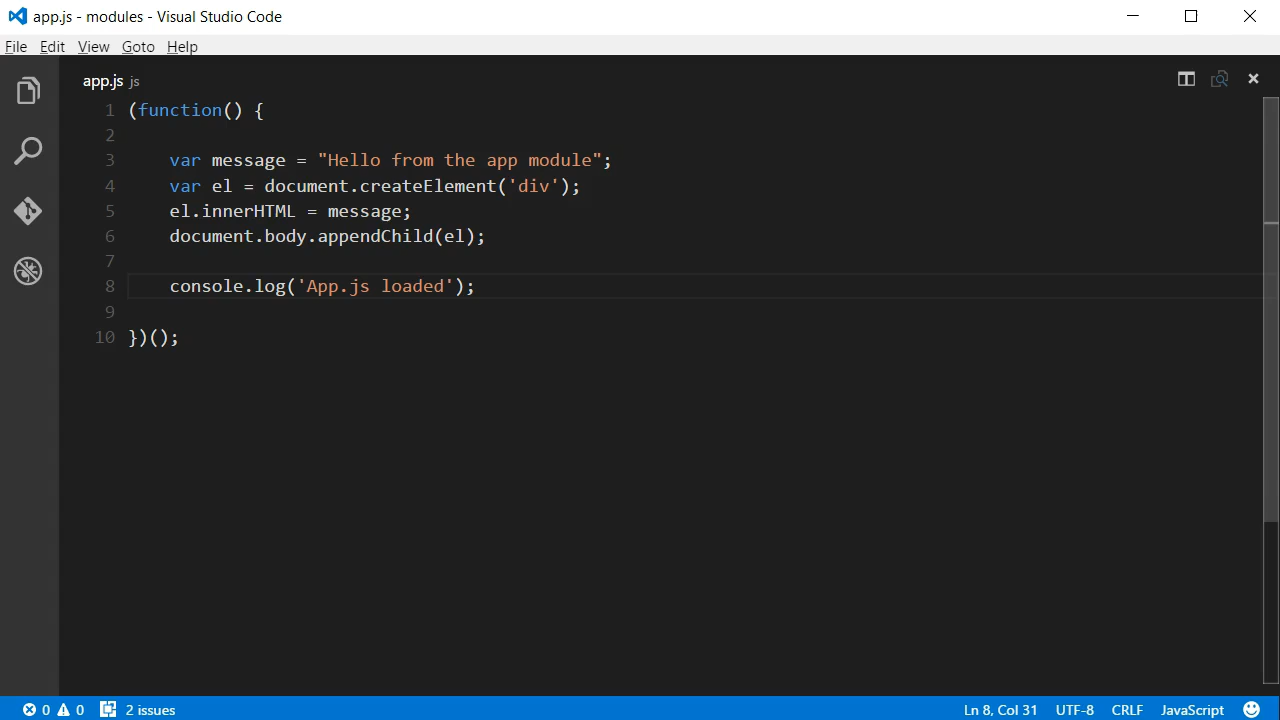 app.js - modules - Visual Studio Code
File Edit View Goto Help
app.js js
1 (function() {
2
3     var message = "Hello from the app module";
4     var el = document.createElement('div');
5     el.innerHTML = message;
6     document.body.appendChild(el);
7
8     console.log('App.js loaded');
9
10 })();
0 0 2 issues Ln 8, Col 31 UTF-8 CRLF JavaScript